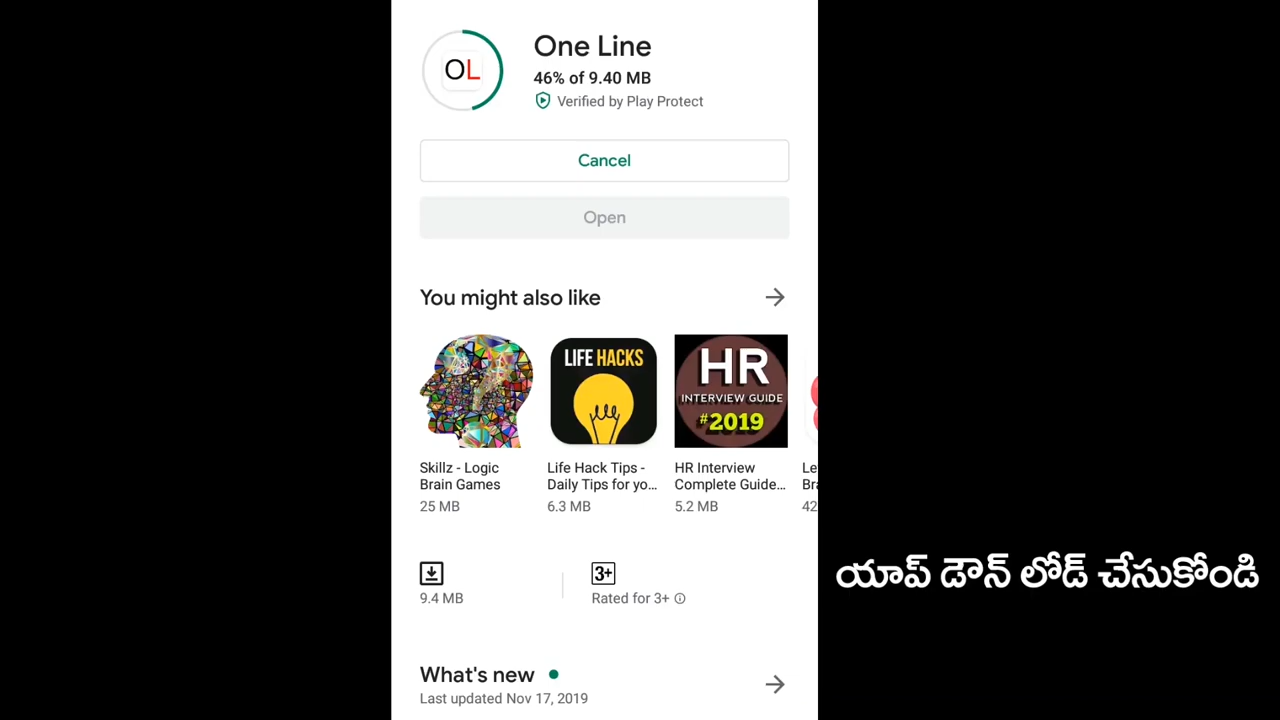 OL
One Line
46% of 9.40 MB
Verified by Play Protect
Cancel
Open
You might also like
LIFE HACKS
HR
INTERVIEW GUIDE
#2019
Skillz - Logic
Brain Games
25 MB
Life Hack Tips -
Daily Tips for yo...
6.3 MB
HR Interview
Complete Guide...
5.2 MB
Le
Bra
42
9.4 MB
3+
Rated for 3+
యాప్ డౌన్ లోడ్ చేసుకోండి
What's new
Last updated Nov 17, 2019